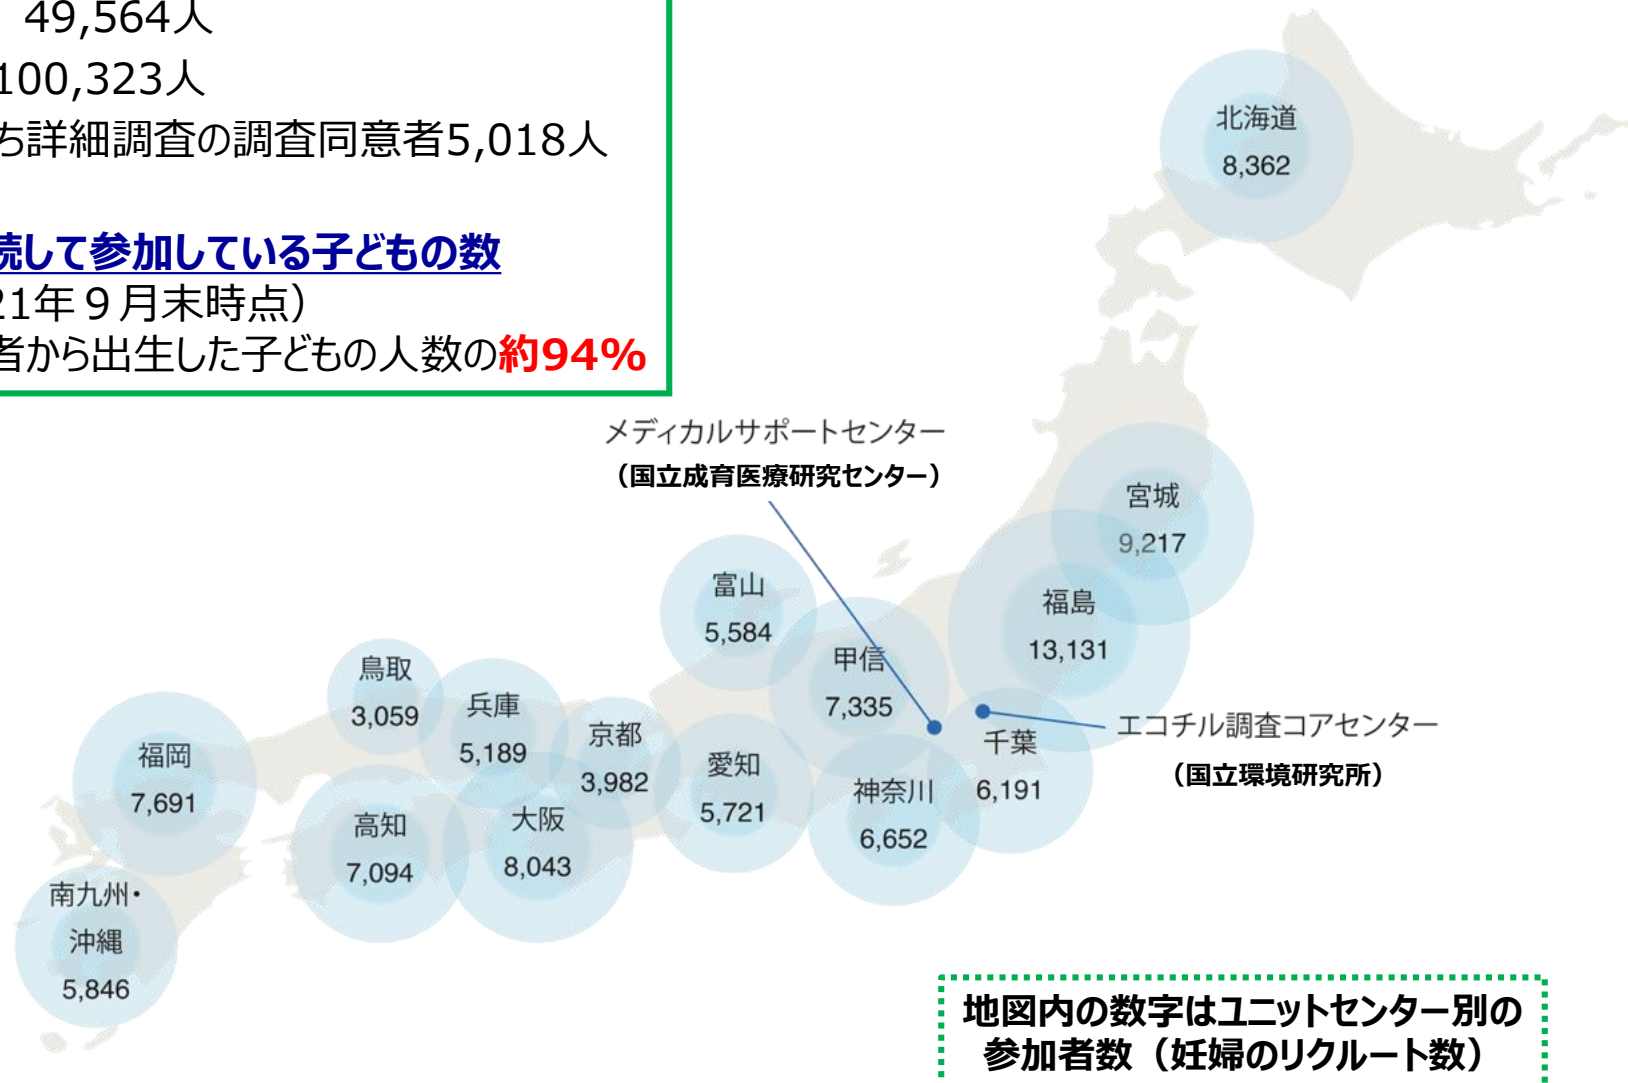 49,564人
100,323人
ち詳細調査の調査同意者5,018人
続して参加している子どもの数
21年９月末時点）
者から出生した子どもの人数の約94%
北海道
8,362
メディカルサポートセンター
（国立成育医療研究センター）
宮城
9,217
富山
5,584
福島
13,131
甲信
7,335
鳥取
3,059
兵庫
5,189
京都
3,982
エコチル調査コアセンター
（国立環境研究所）
千葉
6,191
福岡
7,691
愛知
5,721
神奈川
6,652
高知
7,094
大阪
8,043
南九州・
沖縄
5,846
地図内の数字はユニットセンター別の
参加者数（妊婦のリクルート数）